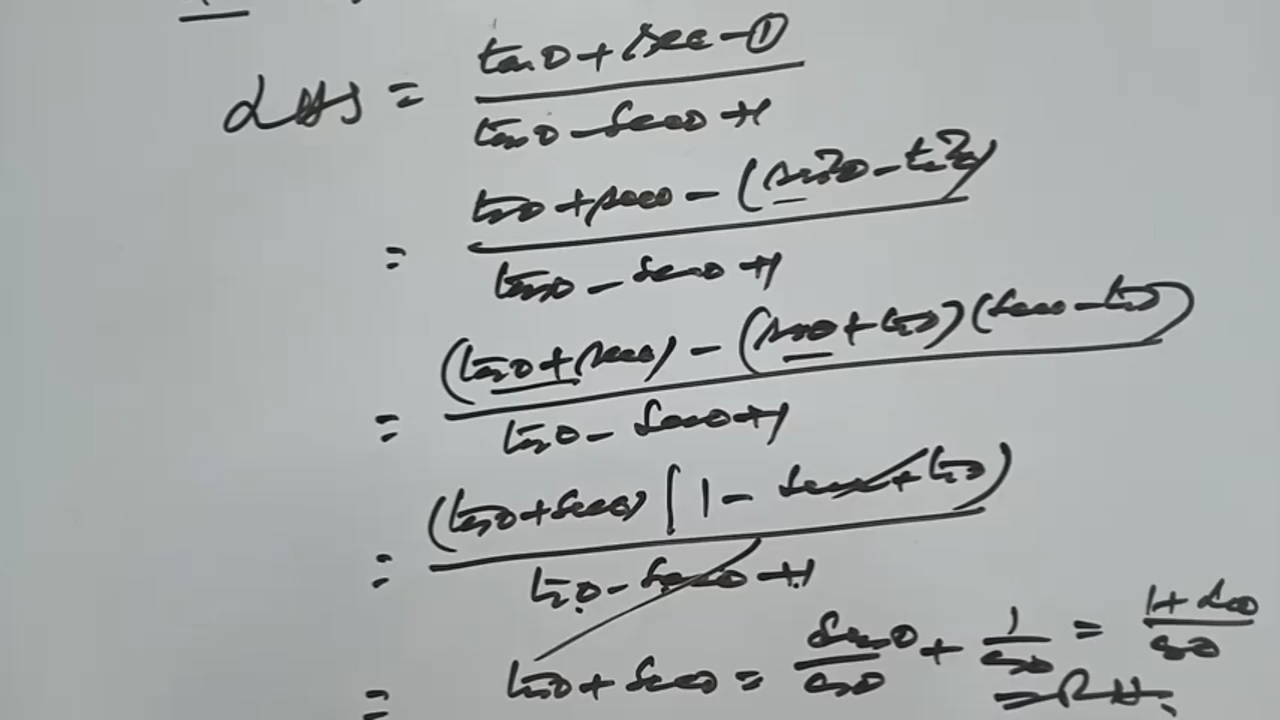 LHS = (tanθ + sec - 1) / (tanθ - secθ + 1)
= (tanθ + secθ - (sec²θ - tan²θ)) / (tanθ - secθ + 1)
= ((tanθ + secθ) - (secθ + tanθ)(secθ - tanθ)) / (tanθ - secθ + 1)
= (tanθ + secθ)(1 - secθ + tanθ) / (tanθ - secθ + 1)
= tanθ + secθ = sinθ/cosθ + 1/cosθ = (1 + sinθ)/cosθ
= RHS